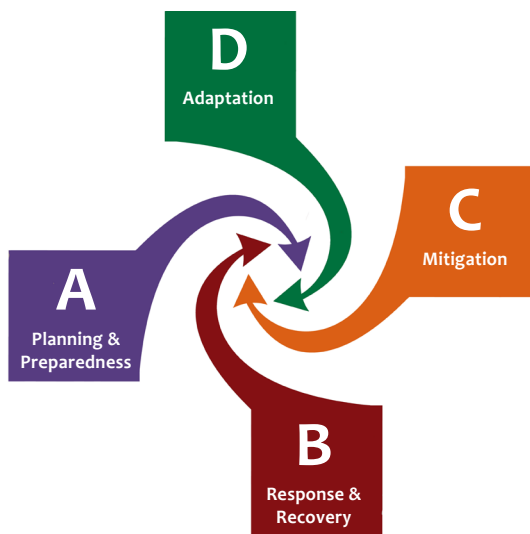 D
Adaptation
C
Mitigation
A
Planning &
Preparedness
B
Response &
Recovery